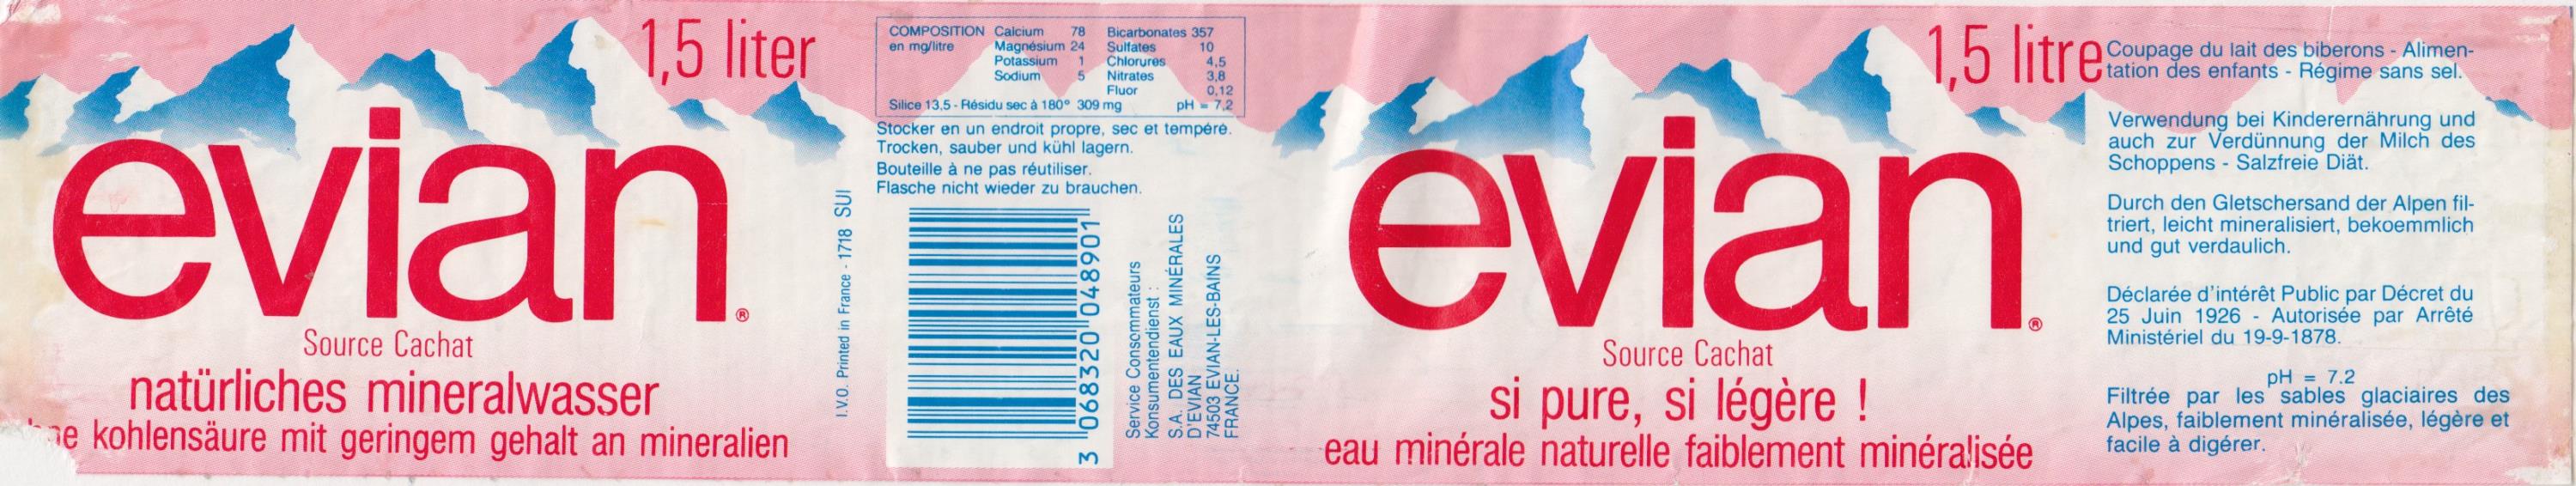 1,5 liter
evian®
Source Cachat
natürliches mineralwasser
kohlensäure mit geringem gehalt an mineralien
I.V.O. Printed in France - 1718 SUI
COMPOSITION Calcium 78 Bicarbonates 357
en mg/litre Magnésium 24 Sulfates 10
Potassium 1 Chlorures 4,5
Sodium 5 Nitrates 3,8
Fluor 0,12
Silice 13,5 - Résidu sec à 180° 309 mg pH = 7,2
Stocker en un endroit propre, sec et tempéré.
Trocken, sauber und kühl lagern.
Bouteille à ne pas réutiliser.
Flasche nicht wieder zu brauchen.
3 068320 048901
Service Consommateurs
Konsumentendienst :
S.A. DES EAUX MINÉRALES
D'EVIAN
74503 EVIAN-LES-BAINS
FRANCE.
1,5 litre
evian®
Source Cachat
si pure, si légère !
eau minérale naturelle faiblement minéralisée
Coupage du lait des biberons - Alimen-
tation des enfants - Régime sans sel.
Verwendung bei Kinderernährung und
auch zur Verdünnung der Milch des
Schoppens - Salzfreie Diät.
Durch den Gletschersand der Alpen fil-
triert, leicht mineralisiert, bekoemmlich
und gut verdaulich.
Déclarée d'intérêt Public par Décret du
25 Juin 1926 - Autorisée par Arrêté
Ministériel du 19-9-1878.
pH = 7.2
Filtrée par les sables glaciaires des
Alpes, faiblement minéralisée, légère et
facile à digérer.